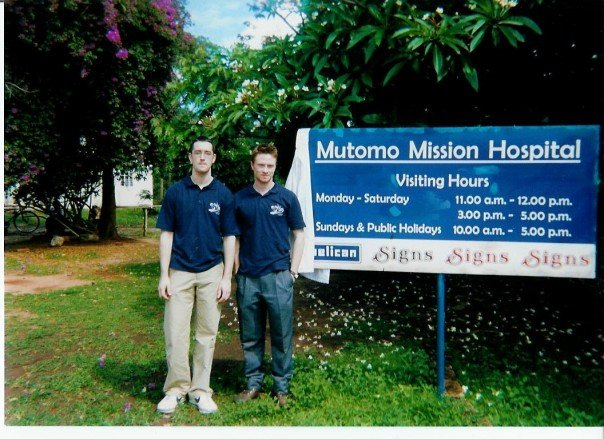 Mutomo Mission Hospital
Visiting Hours
Monday - Saturday 11.00 a.m. - 12.00 p.m.
3.00 p.m. - 5.00 p.m.
Sundays & Public Holidays 10.00 a.m. - 5.00 p.m.
pelican Signs Signs Signs